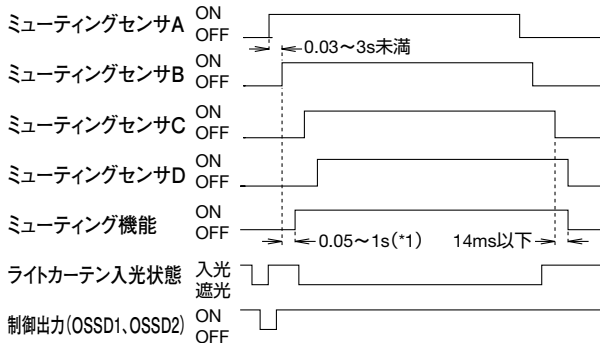 ミューティングセンサA ON
OFF
0.03～3s未満
ミューティングセンサB ON
OFF
ミューティングセンサC ON
OFF
ミューティングセンサD ON
OFF
ミューティング機能 ON
OFF
0.05～1s(*1) 14ms以下
ライトカーテン入光状態 入光
遮光
制御出力(OSSD1、OSSD2) ON
OFF